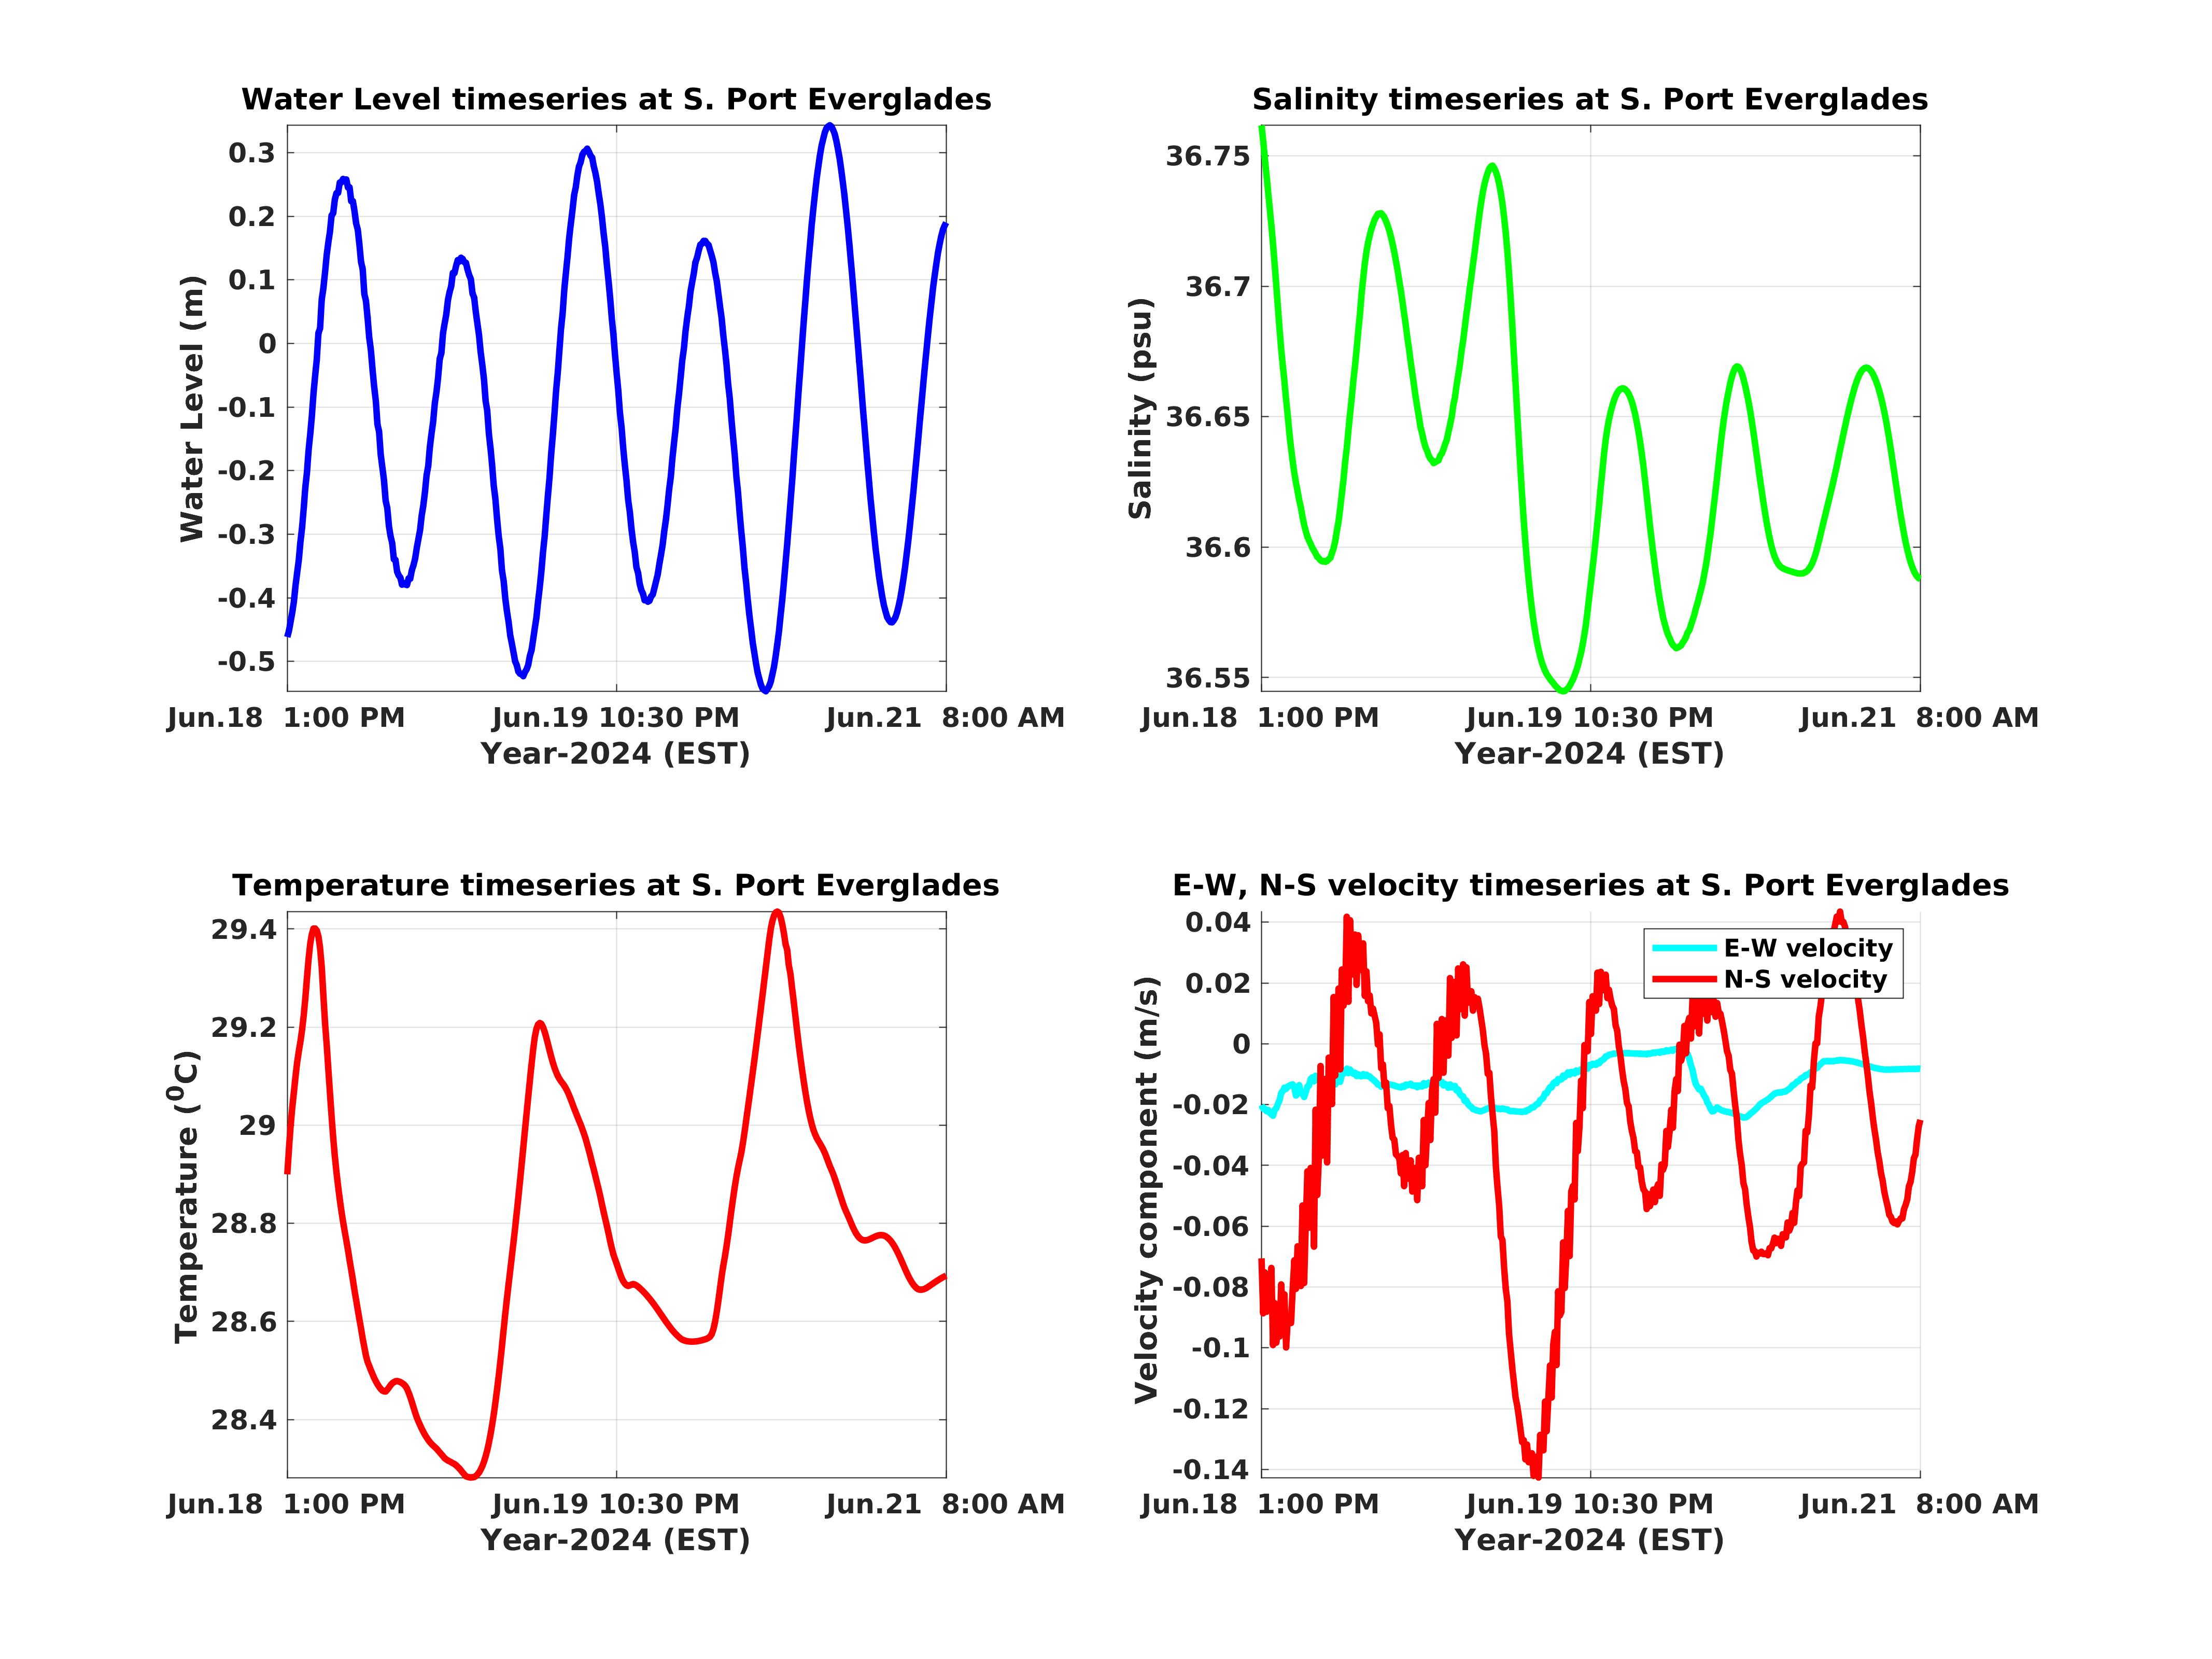 Water Level timeseries at S. Port Everglades
0.3
0.2
0.1
0
-0.1
-0.2
-0.3
-0.4
-0.5
Water Level (m)
Jun.18 1:00 PM
Jun.19 10:30 PM
Jun.21 8:00 AM
Year-2024 (EST)
Salinity timeseries at S. Port Everglades
36.75
36.7
36.65
36.6
36.55
Salinity (psu)
Jun.18 1:00 PM
Jun.19 10:30 PM
Jun.21 8:00 AM
Year-2024 (EST)
Temperature timeseries at S. Port Everglades
29.4
29.2
29
28.8
28.6
28.4
Temperature (⁰C)
Jun.18 1:00 PM
Jun.19 10:30 PM
Jun.21 8:00 AM
Year-2024 (EST)
E-W, N-S velocity timeseries at S. Port Everglades
0.04
0.02
0
-0.02
-0.04
-0.06
-0.08
-0.1
-0.12
-0.14
Velocity component (m/s)
E-W velocity
N-S velocity
Jun.18 1:00 PM
Jun.19 10:30 PM
Jun.21 8:00 AM
Year-2024 (EST)